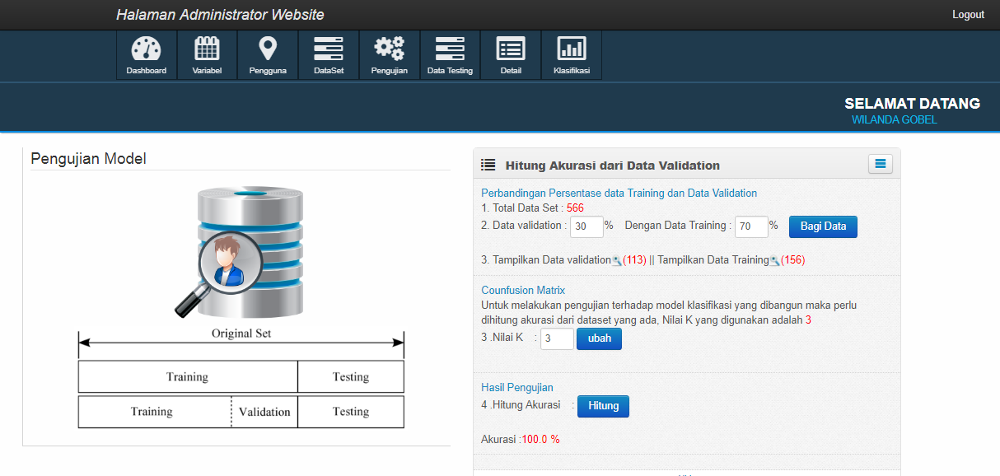 Halaman Administrator Website
Logout
Dashboard
Variabel
Pengguna
DataSet
Pengujian
Data Testing
Detail
Klasifikasi
SELAMAT DATANG
WILANDA GOBEL
Pengujian Model
Original Set
Training Testing
Training Validation Testing
Hitung Akurasi dari Data Validation
Perbandingan Persentase data Training dan Data Validation
1. Total Data Set : 566
2. Data validation : 30 % Dengan Data Training : 70 % Bagi Data
3. Tampilkan Data validation (113) || Tampilkan Data Training (156)
Counfusion Matrix
Untuk melakukan pengujian terhadap model klasifikasi yang dibangun maka perlu
dihitung akurasi dari dataset yang ada, Nilai K yang digunakan adalah 3
3 .Nilai K : 3 ubah
Hasil Pengujian
4 .Hitung Akurasi : Hitung
Akurasi :100.0 %